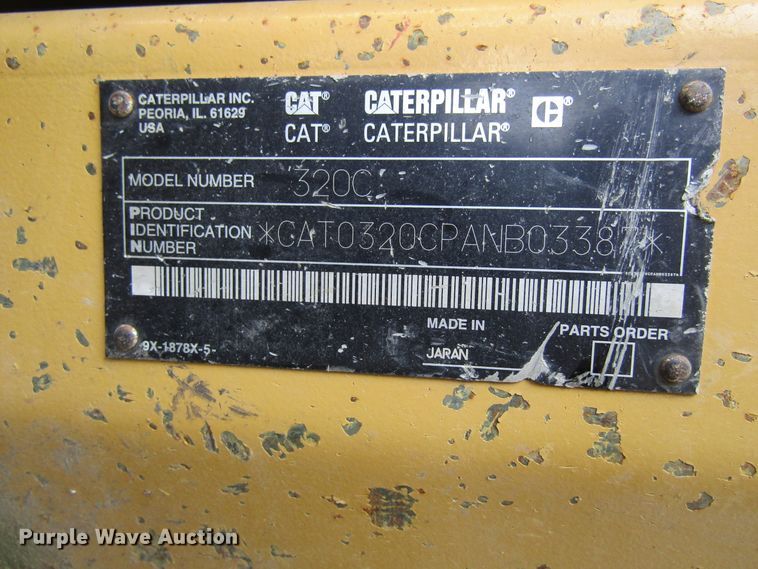 CATERPILLAR INC.
PEORIA, IL. 61629
USA
CAT® CATERPILLAR® ®
CAT® CATERPILLAR®
MODEL NUMBER 320C
PRODUCT
IDENTIFICATION
NUMBER
*CAT0320CPANB03387*
MADE IN
JAPAN
PARTS ORDER
9X-1878X-5-
Purple Wave Auction